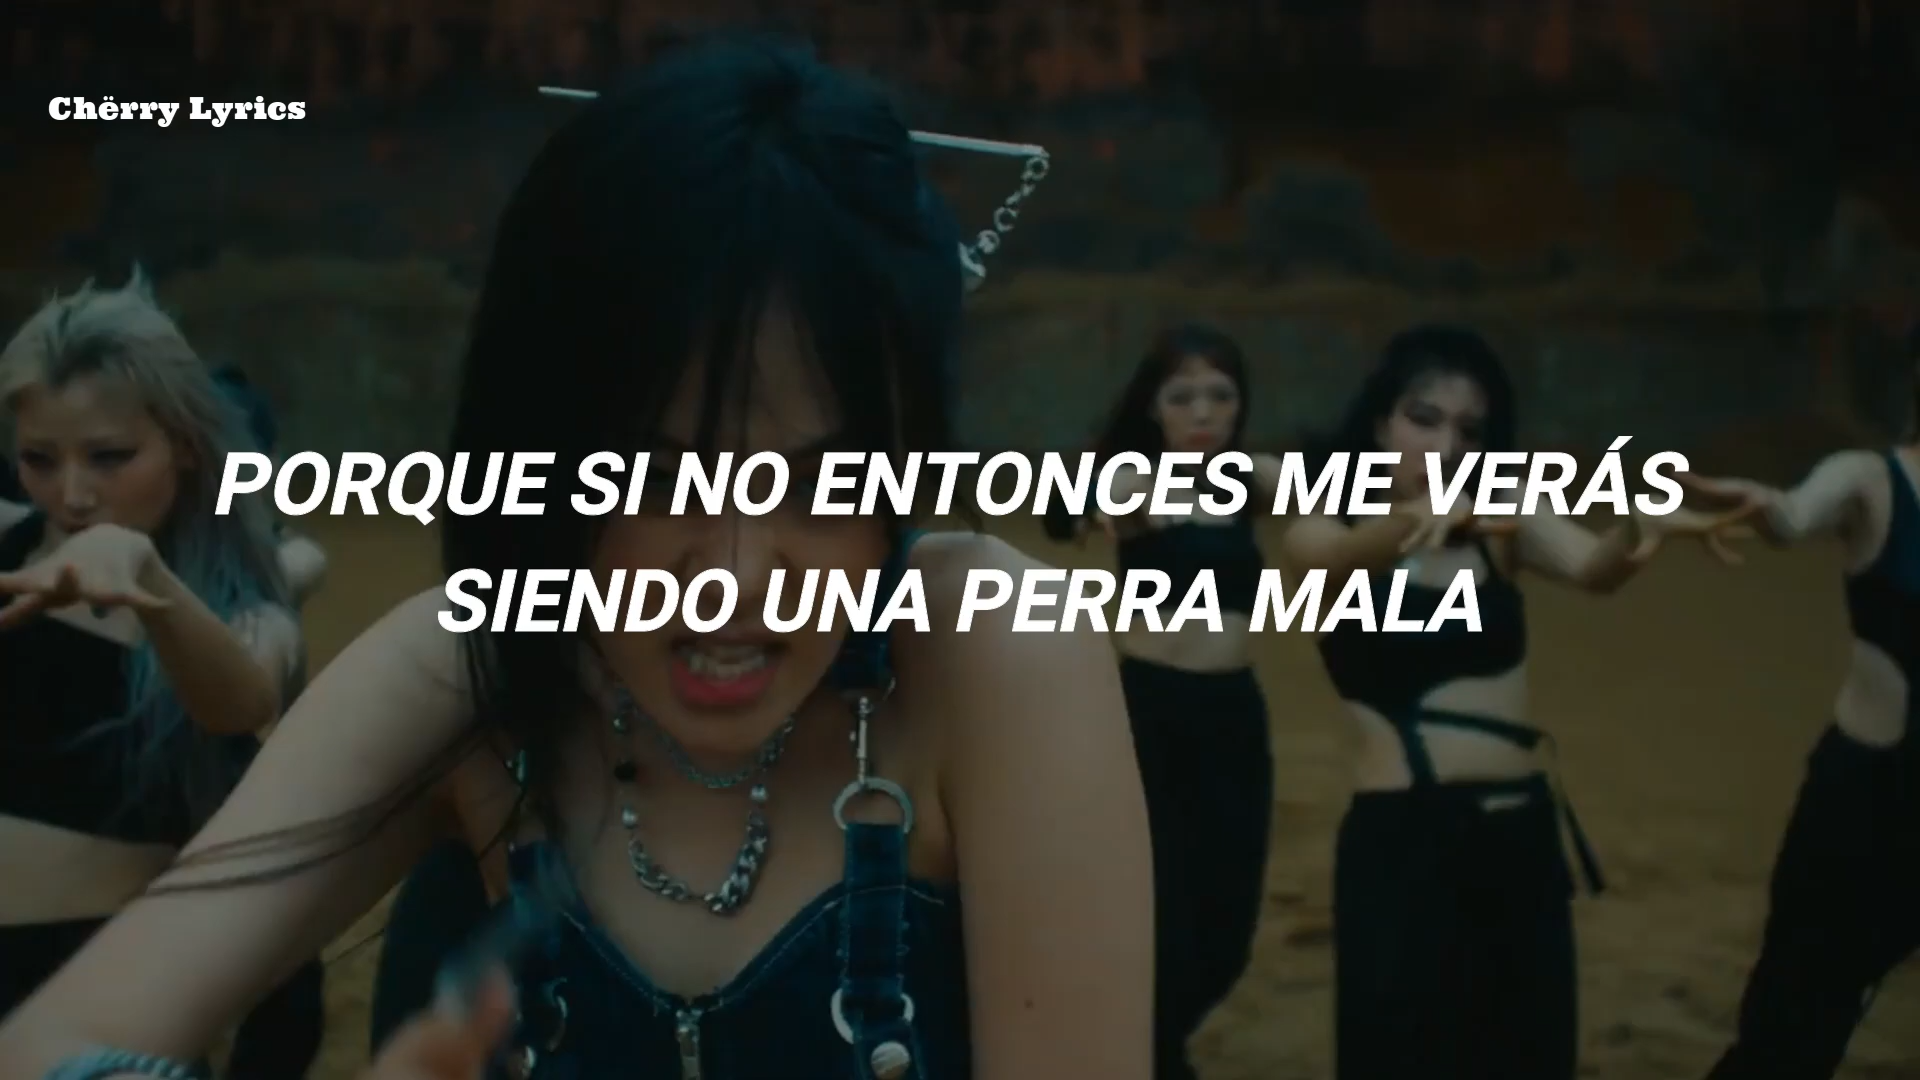 Chërry Lyrics
PORQUE SI NO ENTONCES ME VERÁS
SIENDO UNA PERRA MALA